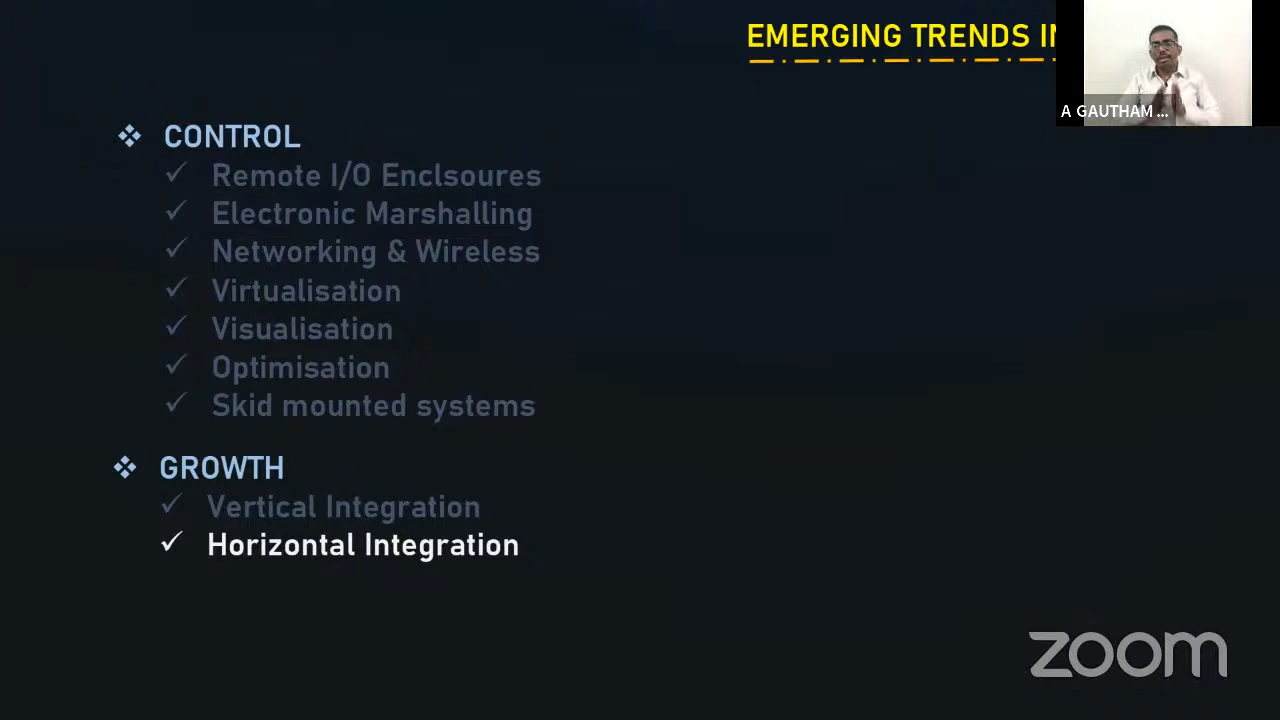 EMERGING TRENDS IN
A GAUTHAM ...
❖ CONTROL
✓ Remote I/O Enclsoures
✓ Electronic Marshalling
✓ Networking & Wireless
✓ Virtualisation
✓ Visualisation
✓ Optimisation
✓ Skid mounted systems
❖ GROWTH
✓ Vertical Integration
✓ Horizontal Integration
zoom